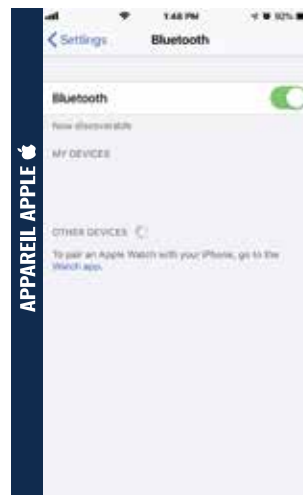 1:48 PM
92%
Settings
Bluetooth
Bluetooth
Now discoverable
MY DEVICES
OTHER DEVICES
To pair an Apple Watch with your iPhone, go to the
Watch app.
APPAREIL APPLE